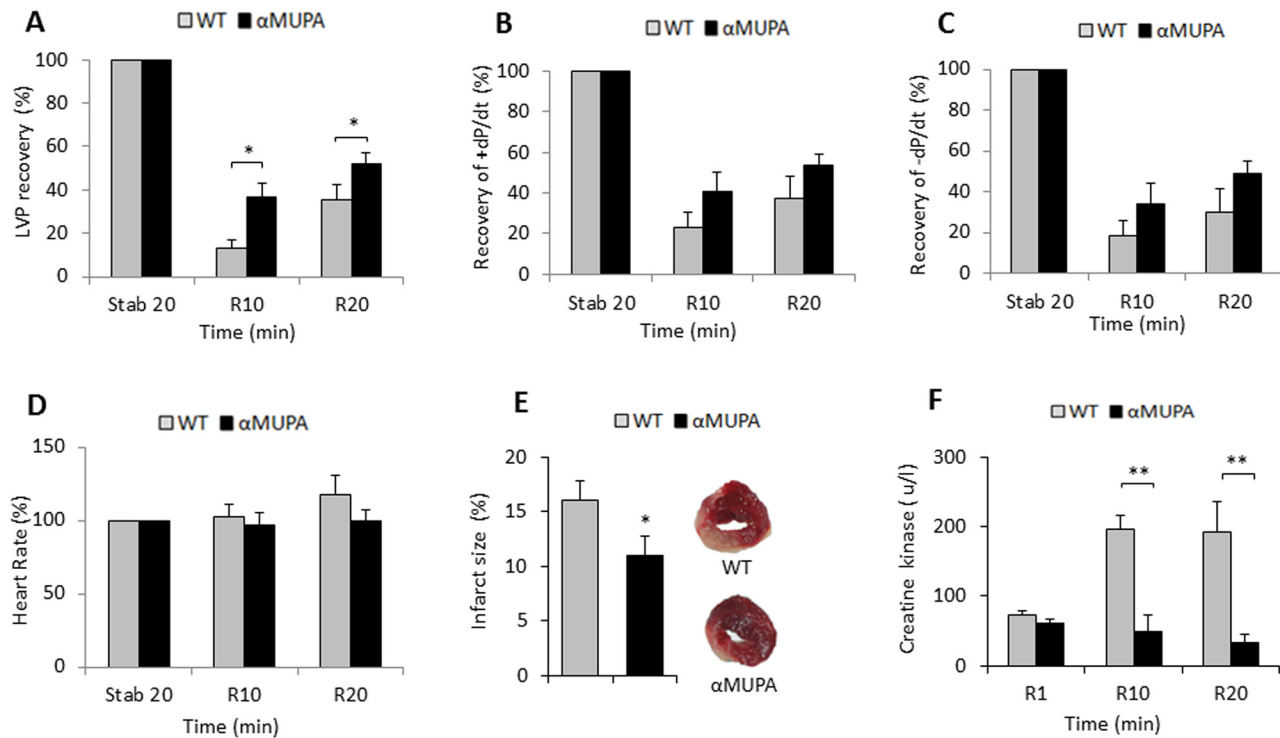 A
WT αMUPA
LVP recovery (%)
100
80
60
40
20
0
*
*
Stab 20 R10 R20
Time (min)
B
WT αMUPA
Recovery of +dP/dt (%)
100
80
60
40
20
0
Stab 20 R10 R20
Time (min)
C
WT αMUPA
Recovery of -dP/dt (%)
100
80
60
40
20
0
Stab 20 R10 R20
Time (min)
D
WT αMUPA
Heart Rate (%)
150
100
50
0
Stab 20 R10 R20
Time (min)
E
WT αMUPA
Infarct size (%)
20
15
10
5
0
*
WT
αMUPA
F
WT αMUPA
Creatine kinase ( u/l)
300
200
100
0
**
**
R1 R10 R20
Time (min)